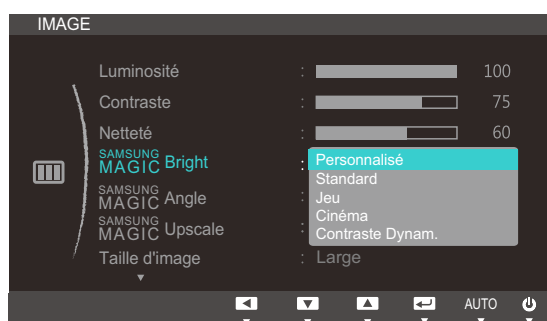 IMAGE
Luminosité : 100
Contraste : 75
Netteté : 60
SAMSUNG MAGIC Bright : Personnalisé
Standard
SAMSUNG MAGIC Angle : Jeu
Cinéma
SAMSUNG MAGIC Upscale : Contraste Dynam.
Taille d'image : Large
AUTO